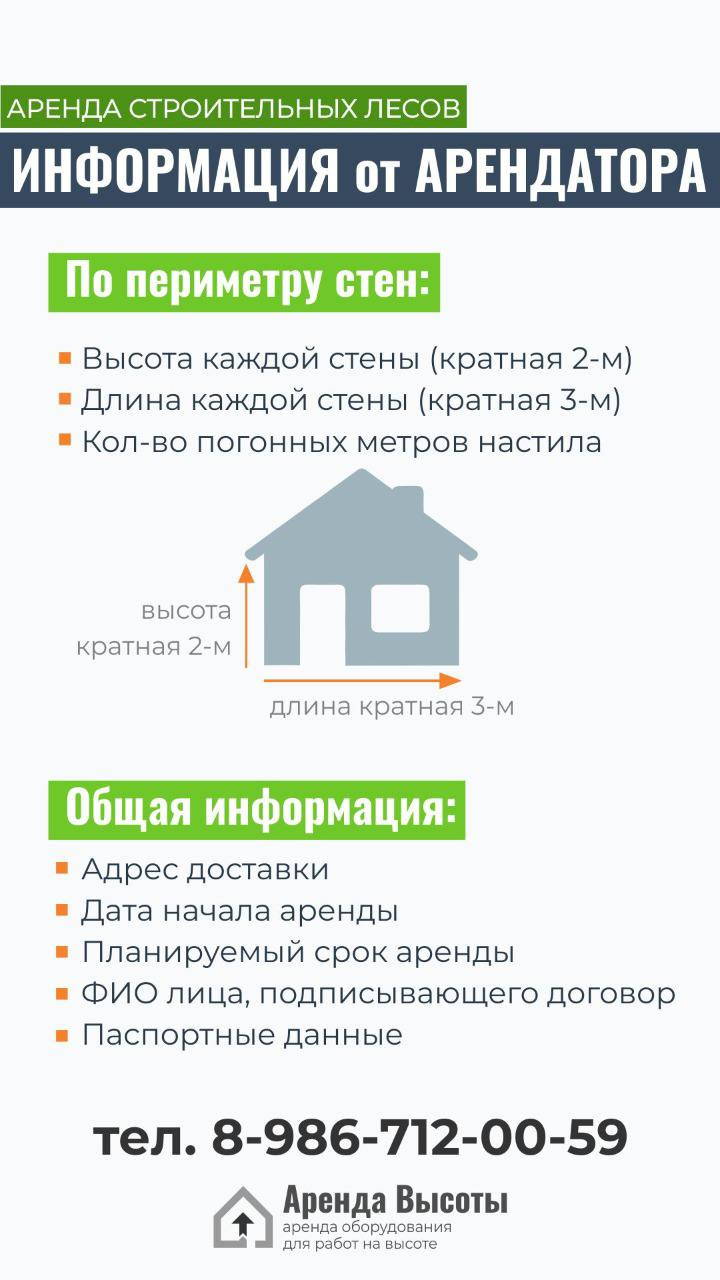 АРЕНДА СТРОИТЕЛЬНЫХ ЛЕСОВ
ИНФОРМАЦИЯ от АРЕНДАТОРА
По периметру стен:
Высота каждой стены (кратная 2-м)
Длина каждой стены (кратная 3-м)
Кол-во погонных метров настила
высота
кратная 2-м
длина кратная 3-м
Общая информация:
Адрес доставки
Дата начала аренды
Планируемый срок аренды
ФИО лица, подписывающего договор
Паспортные данные
тел. 8-986-712-00-59
Аренда Высоты
аренда оборудования
для работ на высоте